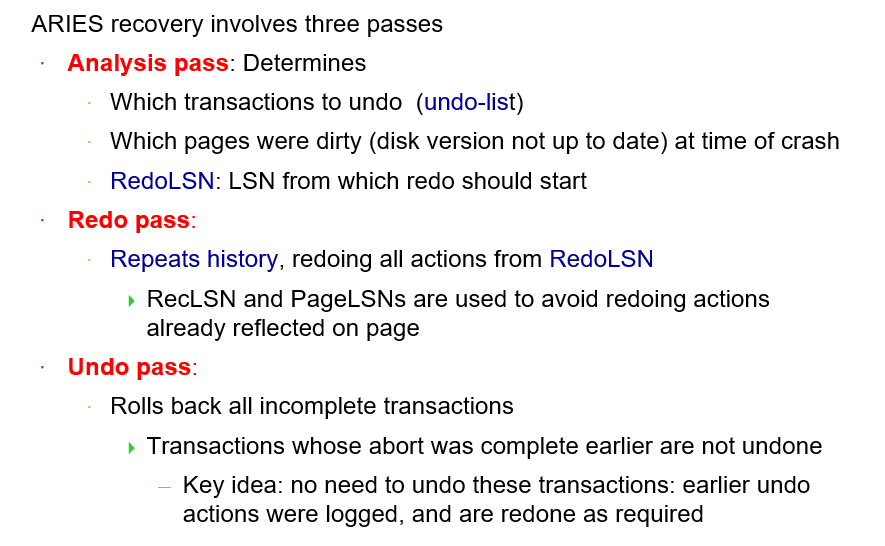 ARIES recovery involves three passes
· Analysis pass: Determines
· Which transactions to undo (undo-list)
· Which pages were dirty (disk version not up to date) at time of crash
· RedoLSN: LSN from which redo should start
· Redo pass:
· Repeats history, redoing all actions from RedoLSN
RecLSN and PageLSNs are used to avoid redoing actions
already reflected on page
· Undo pass:
· Rolls back all incomplete transactions
Transactions whose abort was complete earlier are not undone
– Key idea: no need to undo these transactions: earlier undo
actions were logged, and are redone as required